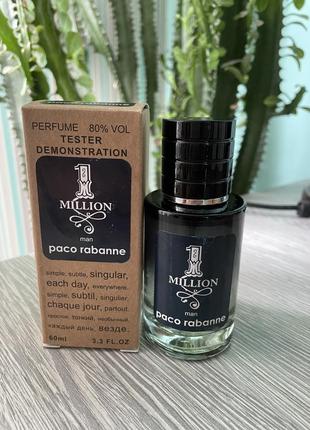 PERFUME 80% VOL
TESTER
DEMONSTRATION
1
MILLION
man
paco rabanne
simple, subtle, singular,
each day, everywhere.
simple, subtil, singulier,
chaque jour, partout.
простой, тонкий, необычный,
каждый день, везде.
60ml 3.3 FL.OZ
1
MILLION
man
paco rabanne